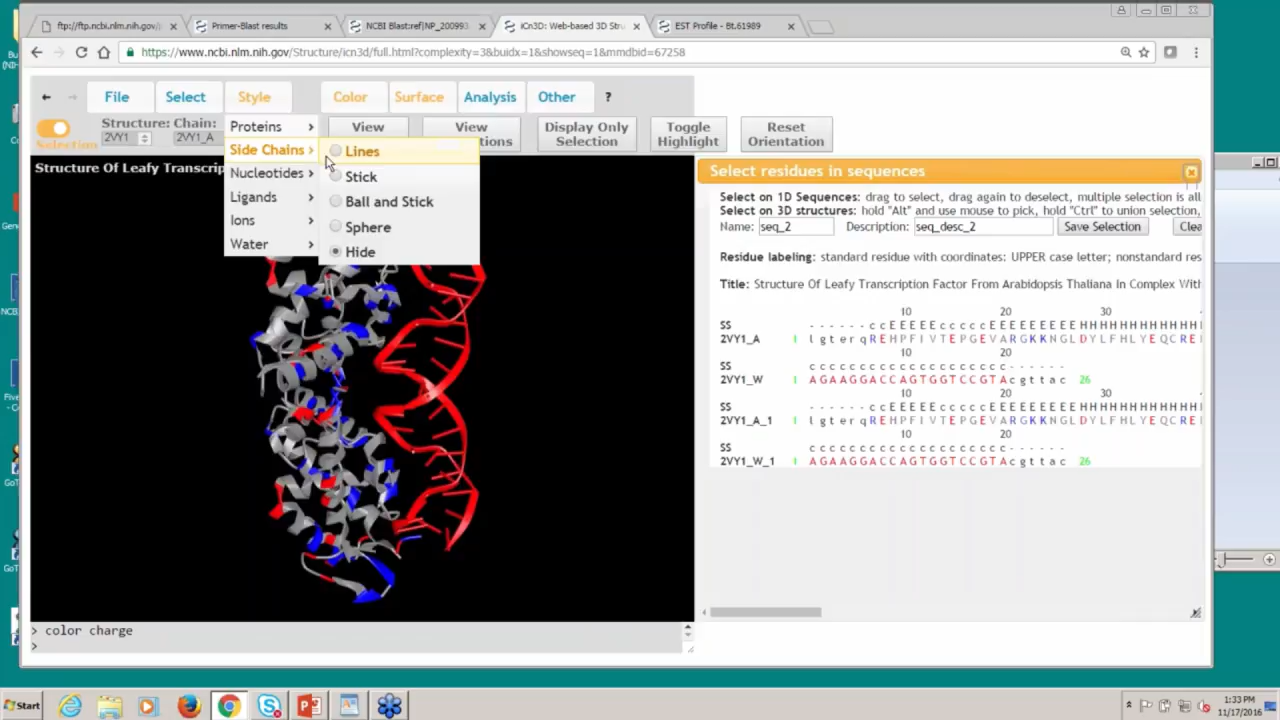 ftp://ftp.ncbi.nlm.nih.gov/
Primer-Blast results
NCBI Blast:ref|NP_200993
iCn3D: Web-based 3D Stru
EST Profile - Bt.61989
https://www.ncbi.nlm.nih.gov/Structure/icn3d/full.html?complexity=3&buidx=1&showseq=1&mmdbid=67258
File
Select
Style
Color
Surface
Analysis
Other
?
Structure:
Chain:
2VY1
2VY1_A
Selection
View
View
tions
Display Only
Selection
Toggle
Highlight
Reset
Orientation
Proteins
Side Chains
Nucleotides
Ligands
Ions
Water
Lines
Stick
Ball and Stick
Sphere
Hide
Structure Of Leafy Transcrip
Select residues in sequences
Select on 1D Sequences: drag to select, drag again to deselect, multiple selection is all
Select on 3D structures: hold "Alt" and use mouse to pick, hold "Ctrl" to union selection,
Name: seq_2 Description: seq_desc_2 Save Selection Clea
Residue labeling: standard residue with coordinates: UPPER case letter; nonstandard res
Title: Structure Of Leafy Transcription Factor From Arabidopsis Thaliana In Complex With
10 20 30
SS ------ccEEEEEcccccEEEEEEEEEHHHHHHHHHHHH
2VY1_A 1 lgterqREHPFIVTEPGEVARGKKNGLDYLFHLYEQCRE
10 20
SS cccccccccccccccccccc------
2VY1_W 1 AGAAGGACCAGTGGTCCGTAcgttac 26
10 20 30
SS ------ccEEEEEcccccEEEEEEEEEHHHHHHHHHHHH
2VY1_A_1 1 lgterqREHPFIVTEPGEVARGKKNGLDYLFHLYEQCRE
10 20
SS cccccccccccccccccccc------
2VY1_W_1 1 AGAAGGACCAGTGGTCCGTAcgttac 26
> color charge
>
Start
1:33 PM
11/17/2016